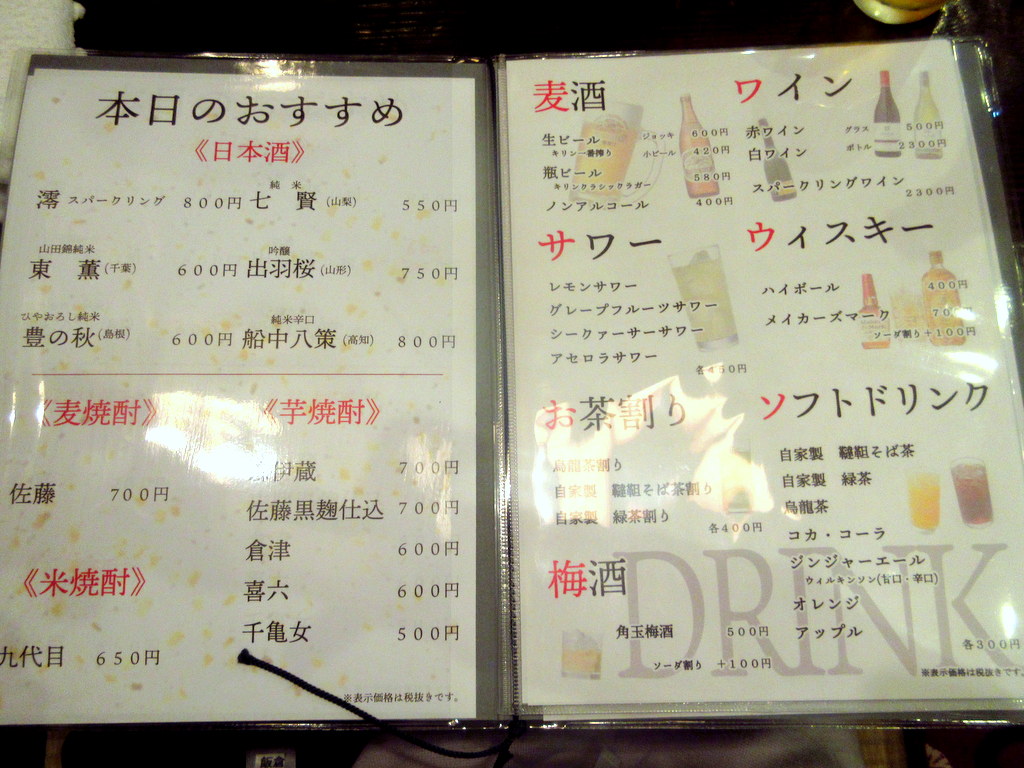 本日のおすすめ
《日本酒》
澪 スパークリング 800円
純米
七賢(山梨) 550円
山田錦純米
東薫(千葉) 600円
吟醸
出羽桜(山形) 750円
ひやおろし純米
豊の秋(島根) 600円
純米辛口
船中八策(高知) 800円
《麦焼酎》
佐藤 700円
《米焼酎》
九代目 650円
《芋焼酎》
伊蔵 700円
佐藤黒麹仕込 700円
倉津 600円
喜六 600円
千亀女 500円
※表示価格は税抜きです。
麦酒
生ビール ジョッキ 600円
キリン一番搾り 小ビール 420円
瓶ビール 580円
キリンクラシックラガー
ノンアルコール 400円
サワー
レモンサワー
グレープフルーツサワー
シークァーサーサワー
アセロラサワー
各450円
お茶割り
烏龍茶割り
自家製 韃靼そば茶割り
自家製 緑茶割り
各400円
梅酒
角玉梅酒 500円
ソーダ割り +100円
ワイン
赤ワイン グラス 500円
白ワイン ボトル 2300円
スパークリングワイン 2300円
ウィスキー
ハイボール 400円
メイカーズマーク
ソーダ割り+100円
ソフトドリンク
自家製 韃靼そば茶
自家製 緑茶
烏龍茶
コカ・コーラ
ジンジャーエール
ウィルキンソン(甘口・辛口)
オレンジ
アップル
各300円
※表示価格は税抜きです。
DRINK
飯倉